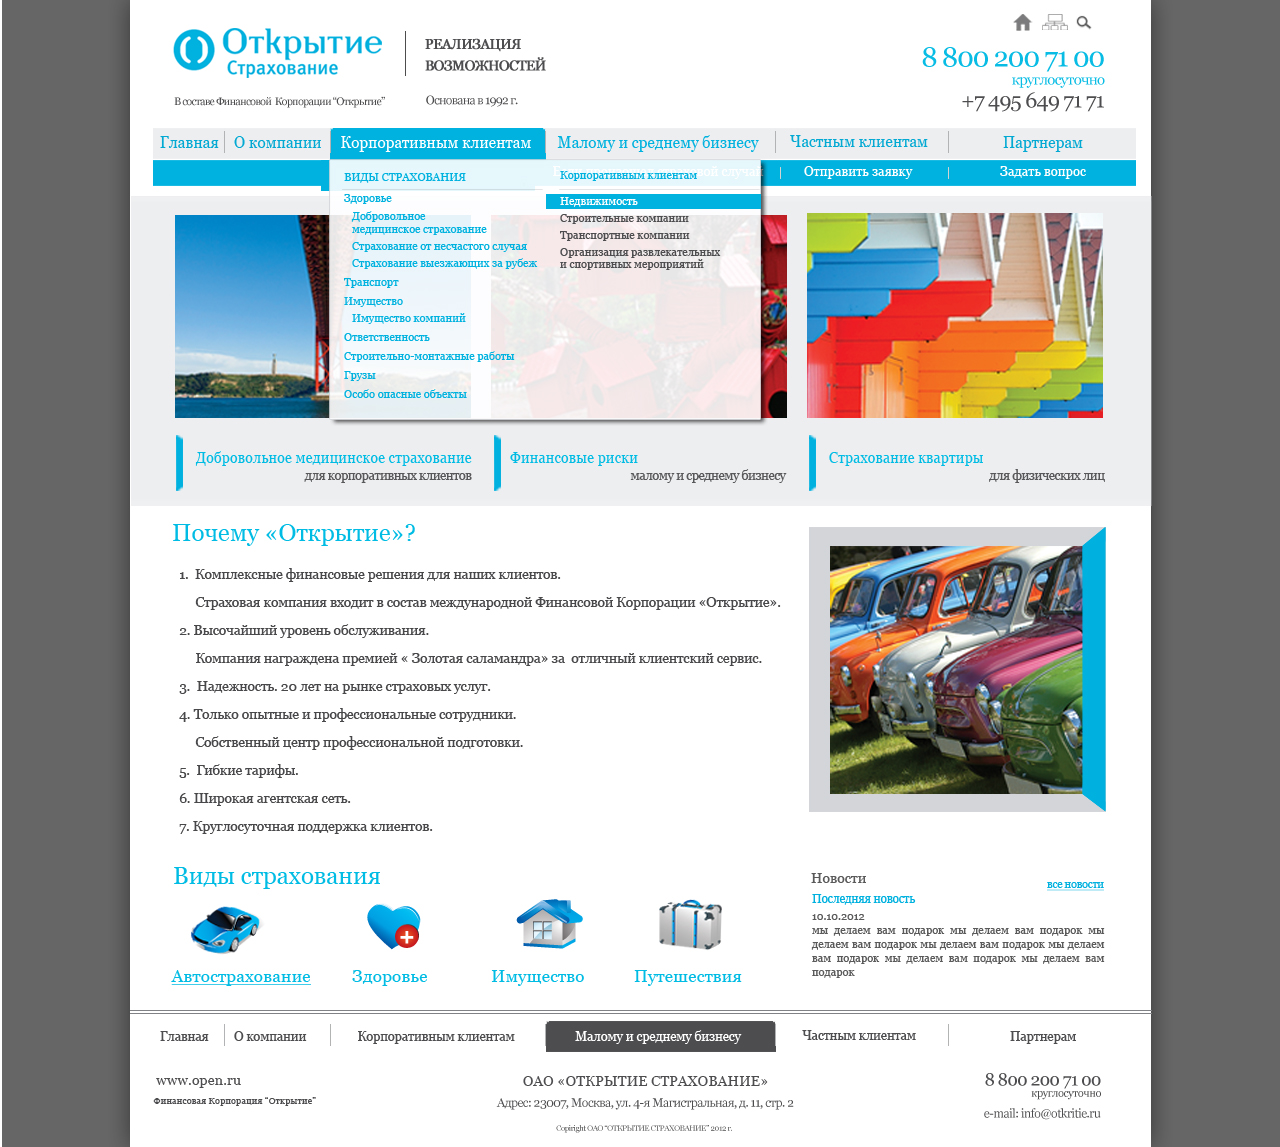 Открытие
Страхование
РЕАЛИЗАЦИЯ
ВОЗМОЖНОСТЕЙ
В составе Финансовой Корпорации "Открытие"
Основана в 1992 г.
8 800 200 71 00
круглосуточно
+7 495 649 71 71
Главная
О компании
Корпоративным клиентам
Малому и среднему бизнесу
Частным клиентам
Партнерам
случай
Отправить заявку
Задать вопрос
ВИДЫ СТРАХОВАНИЯ
Здоровье
Добровольное
медицинское страхование
Страхование от несчастого случая
Страхование выезжающих за рубеж
Транспорт
Имущество
Имущество компаний
Ответственность
Строительно-монтажные работы
Грузы
Особо опасные объекты
Корпоративным клиентам
Недвижимость
Строительные компании
Транспортные компании
Организация развлекательных
и спортивных мероприятий
Добровольное медицинское страхование
для корпоративных клиентов
Финансовые риски
малому и среднему бизнесу
Страхование квартиры
для физических лиц
Почему «Открытие»?
1. Комплексные финансовые решения для наших клиентов.
Страховая компания входит в состав международной Финансовой Корпорации «Открытие».
2. Высочайший уровень обслуживания.
Компания награждена премией « Золотая саламандра» за отличный клиентский сервис.
3. Надежность. 20 лет на рынке страховых услуг.
4. Только опытные и профессиональные сотрудники.
Собственный центр профессиональной подготовки.
5. Гибкие тарифы.
6. Широкая агентская сеть.
7. Круглосуточная поддержка клиентов.
Виды страхования
Автострахование
Здоровье
Имущество
Путешествия
Новости
все новости
Последняя новость
10.10.2012
мы делаем вам подарок мы делаем вам подарок мы
делаем вам подарок мы делаем вам подарок мы делаем
вам подарок мы делаем вам подарок мы делаем вам
подарок
Главная
О компании
Корпоративным клиентам
Малому и среднему бизнесу
Частным клиентам
Партнерам
www.open.ru
Финансовая Корпорация "Открытие"
ОАО «ОТКРЫТИЕ СТРАХОВАНИЕ»
Адрес: 23007, Москва, ул. 4-я Магистральная, д. 11, стр. 2
Copiright ОАО "ОТКРЫТИЕ СТРАХОВАНИЕ" 2012 г.
8 800 200 71 00
круглосуточно
e-mail: info@otkritie.ru